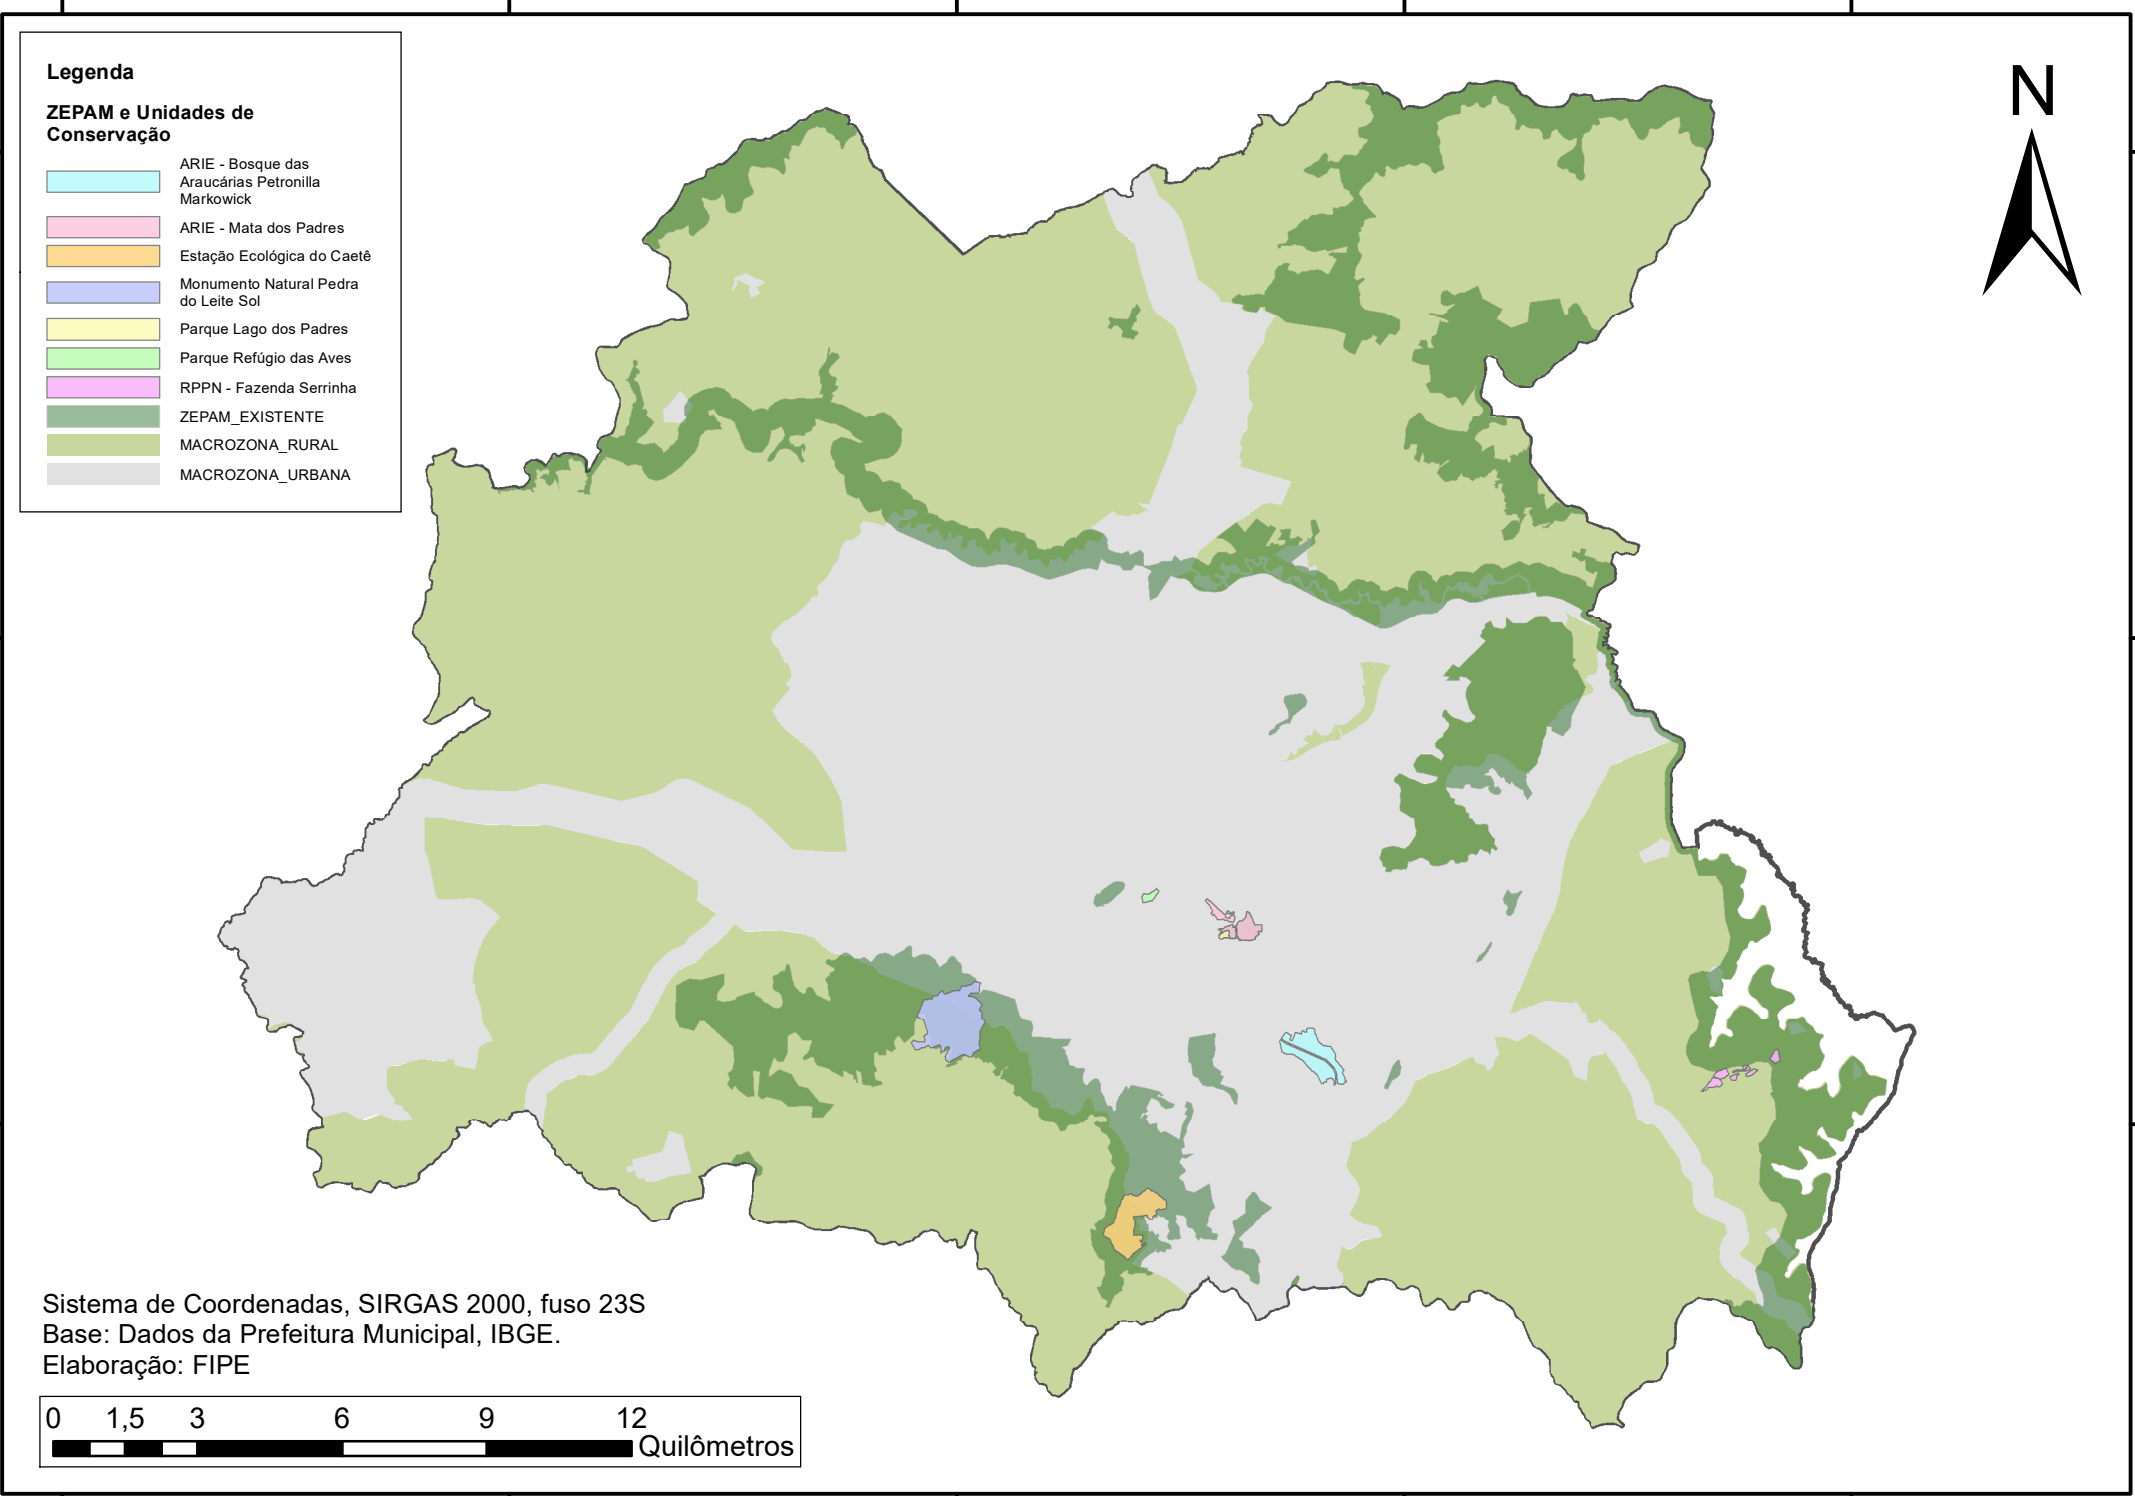 Legenda
ZEPAM e Unidades de
Conservação
ARIE - Bosque das
Araucárias Petronilla
Markowick
ARIE - Mata dos Padres
Estação Ecológica do Caetê
Monumento Natural Pedra
do Leite Sol
Parque Lago dos Padres
Parque Refúgio das Aves
RPPN - Fazenda Serrinha
ZEPAM_EXISTENTE
MACROZONA_RURAL
MACROZONA_URBANA
N
Sistema de Coordenadas, SIRGAS 2000, fuso 23S
Base: Dados da Prefeitura Municipal, IBGE.
Elaboração: FIPE
0 1,5 3 6 9 12
Quilômetros